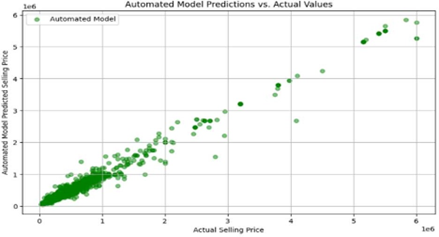 Automated Model Predictions vs. Actual Values
1e6
Automated Model
6
5
4
3
2
1
0
Automated Model Predicted Selling Price
0
1
2
3
4
5
6
1e6
Actual Selling Price